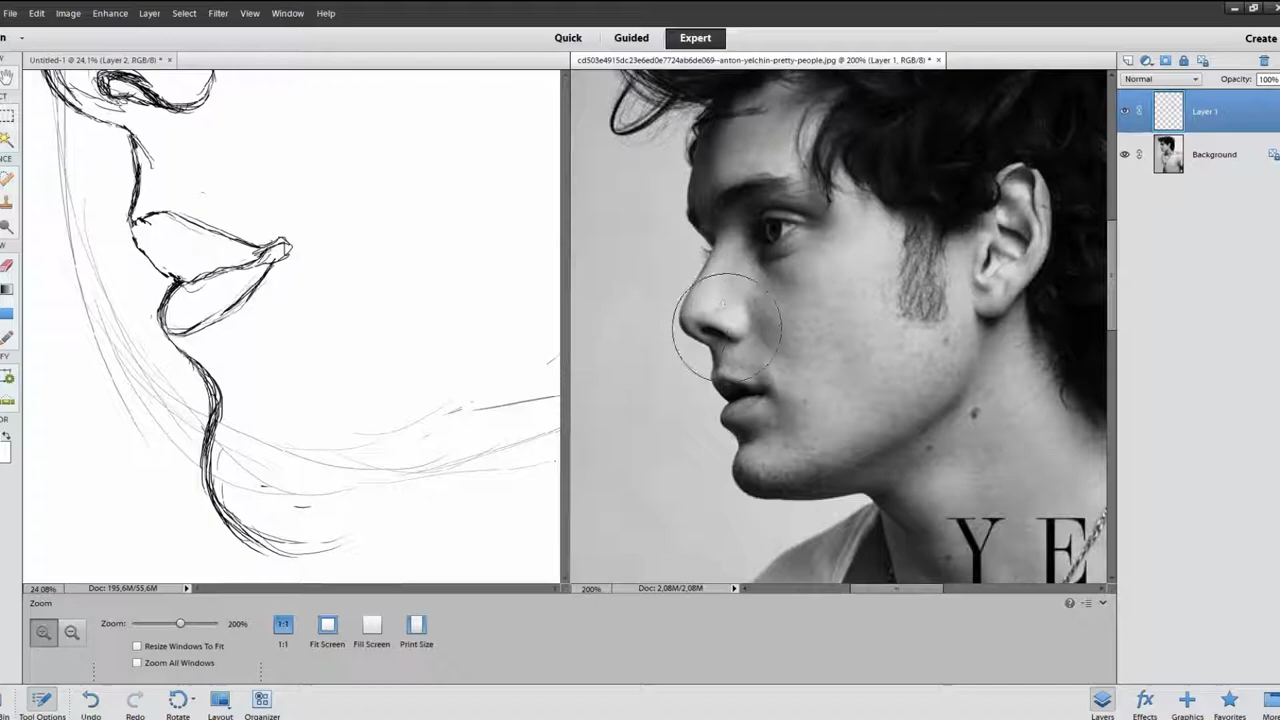 File Edit Image Enhance Layer Select Filter View Window Help
Quick Guided Expert Create
Untitled-1 @ 24,1% (Layer 2, RGB/8) * ×
cd503e4915dc23e6ed0e7724ab6de069--anton-yelchin-pretty-people.jpg @ 200% (Layer 1, RGB/8) * ×
Normal Opacity: 100%
Layer 1
Background
Y E
24.08% Doc: 195,6M/55,6M
200% Doc: 2,08M/2,08M
Zoom
Zoom: 200%
1:1
1:1 Fit Screen Fill Screen Print Size
Resize Windows To Fit
Zoom All Windows
Tool Options Undo Redo Rotate Layout Organizer
Layers Effects Graphics Favorites